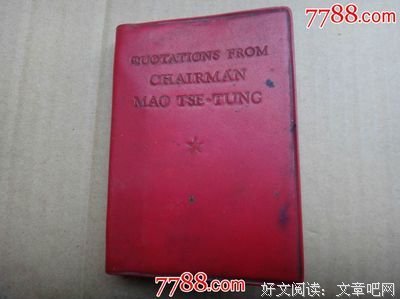 7788.com
QUOTATIONS FROM
CHAIRMAN
MAO TSE-TUNG
7788.com
好文阅读：文章吧网